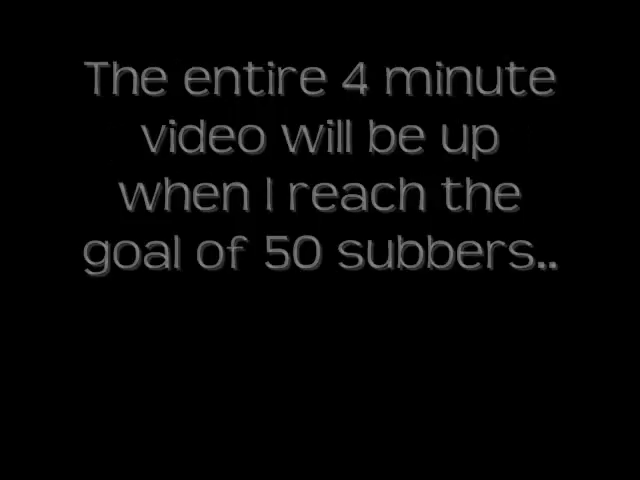 The entire 4 minute
video will be up
when I reach the
goal of 50 subbers..